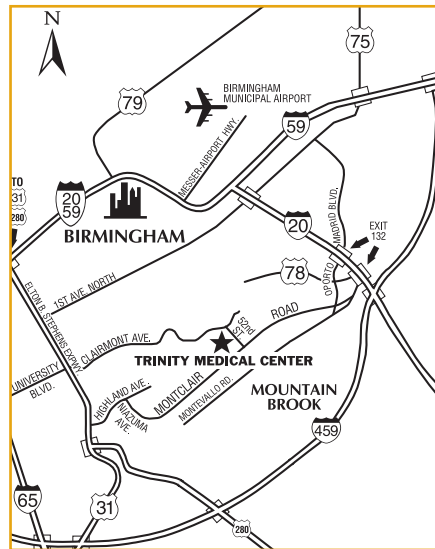 N
75
79
BIRMINGHAM
MUNICIPAL AIRPORT
MESSER-AIRPORT HWY.
59
TO
31
280
20
59
BIRMINGHAM
20
MADRID BLVD.
EXIT
132
1ST AVE. NORTH
78
OPORTO
ELTON B. STEPHENS EXPWY
CLAIRMONT AVE.
52nd
ST.
ROAD
TRINITY MEDICAL CENTER
UNIVERSITY
BLVD.
HIGHLAND AVE.
NIAZUMA
AVE.
MONTCLAIR
MONTEVALLO RD.
MOUNTAIN
BROOK
459
65
31
280